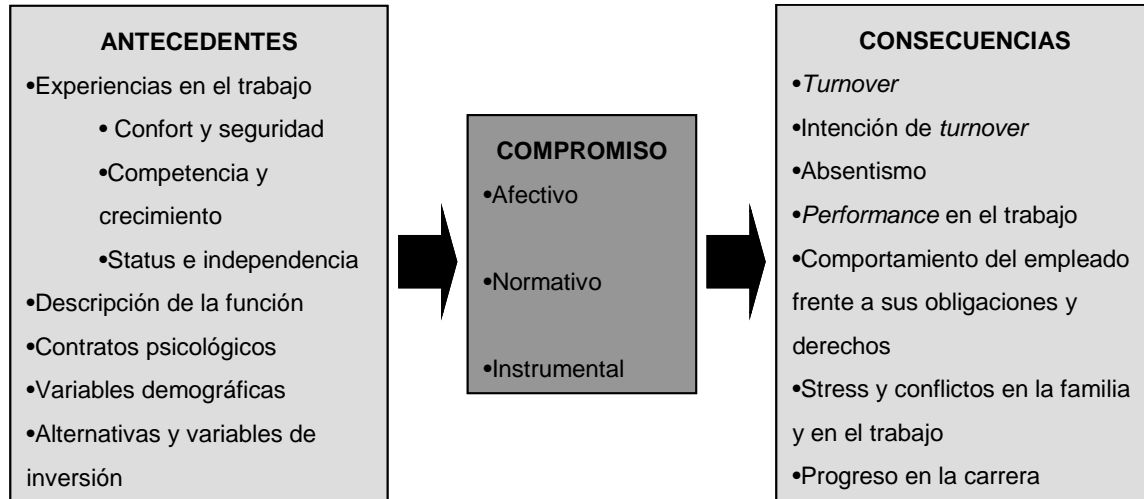 ANTECEDENTES
•Experiencias en el trabajo
• Confort y seguridad
•Competencia y
crecimiento
•Status e independencia
•Descripción de la función
•Contratos psicológicos
•Variables demográficas
•Alternativas y variables de
inversión
COMPROMISO
•Afectivo
•Normativo
•Instrumental
CONSECUENCIAS
•Turnover
•Intención de turnover
•Absentismo
•Performance en el trabajo
•Comportamiento del empleado
frente a sus obligaciones y
derechos
•Stress y conflictos en la familia
y en el trabajo
•Progreso en la carrera